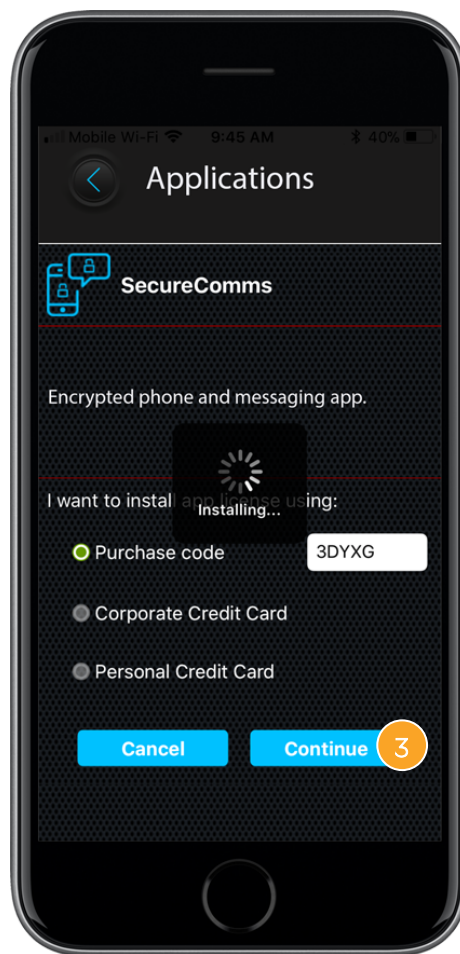 Mobile Wi-Fi 9:45 AM 40%
Applications
SecureComms
Encrypted phone and messaging app.
I want to install app license using:
Installing...
Purchase code 3DYXG
Corporate Credit Card
Personal Credit Card
Cancel Continue 3